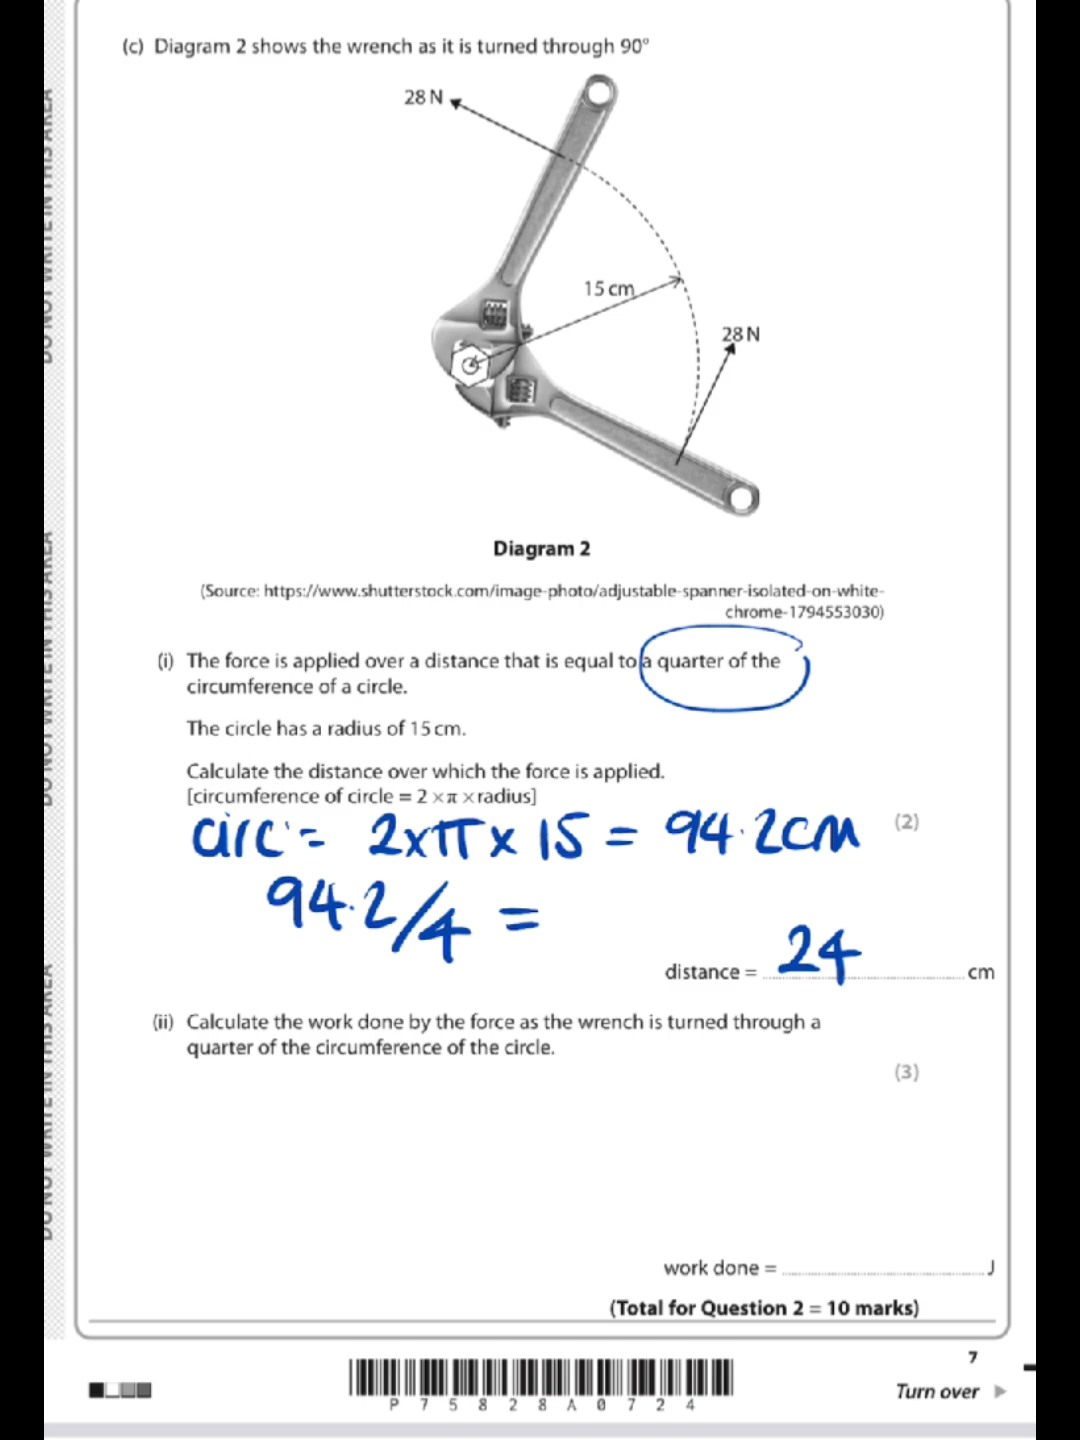 (c) Diagram 2 shows the wrench as it is turned through 90°
28 N
15 cm
28 N
Diagram 2
(Source: https://www.shutterstock.com/image-photo/adjustable-spanner-isolated-on-white-
chrome-1794553030)
(i) The force is applied over a distance that is equal to a quarter of the
circumference of a circle.
The circle has a radius of 15 cm.
Calculate the distance over which the force is applied.
[circumference of circle = 2 × π × radius]
(2)
circ = 2×π× 15 = 94.2cm
94.2/4 =
distance = 24 cm
(ii) Calculate the work done by the force as the wrench is turned through a
quarter of the circumference of the circle.
(3)
work done = J
(Total for Question 2 = 10 marks)
7
P 7 5 8 2 8 A 0 7 2 4
Turn over
DO NOT WRITE IN THIS AREA
DO NOT WRITE IN THIS AREA
DO NOT WRITE IN THIS AREA